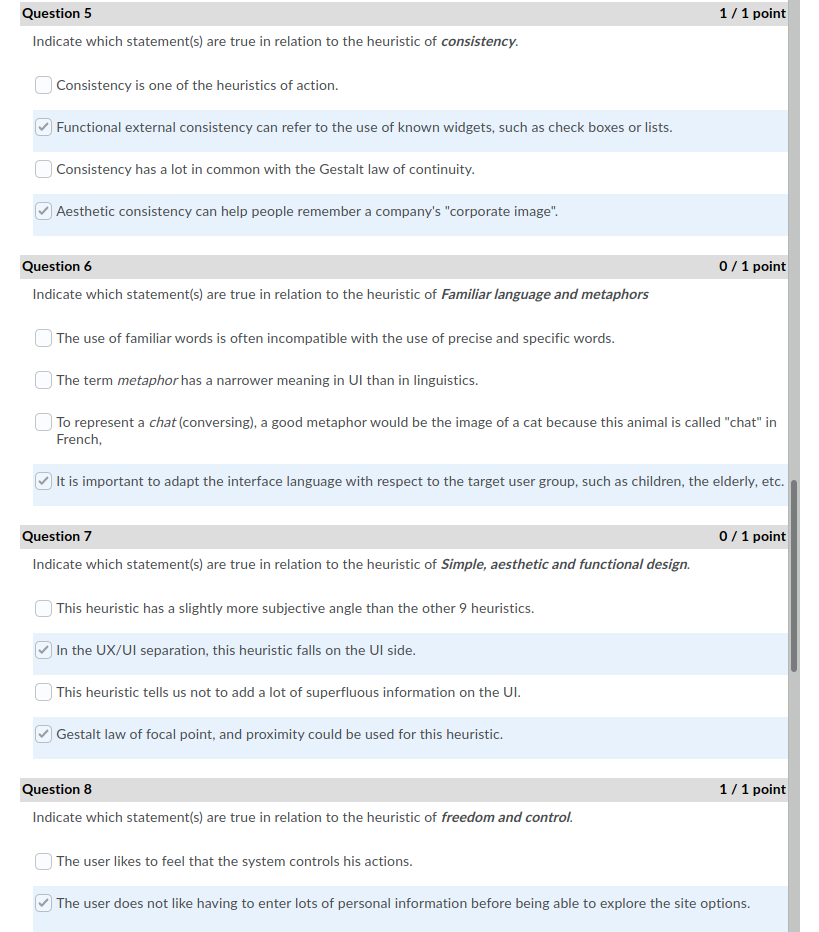 Question 5 1 / 1 point
Indicate which statement(s) are true in relation to the heuristic of consistency.
Consistency is one of the heuristics of action.
Functional external consistency can refer to the use of known widgets, such as check boxes or lists.
Consistency has a lot in common with the Gestalt law of continuity.
Aesthetic consistency can help people remember a company's "corporate image".
Question 6 0 / 1 point
Indicate which statement(s) are true in relation to the heuristic of Familiar language and metaphors
The use of familiar words is often incompatible with the use of precise and specific words.
The term metaphor has a narrower meaning in UI than in linguistics.
To represent a chat (conversing), a good metaphor would be the image of a cat because this animal is called "chat" in
French,
It is important to adapt the interface language with respect to the target user group, such as children, the elderly, etc.
Question 7 0 / 1 point
Indicate which statement(s) are true in relation to the heuristic of Simple, aesthetic and functional design.
This heuristic has a slightly more subjective angle than the other 9 heuristics.
In the UX/UI separation, this heuristic falls on the UI side.
This heuristic tells us not to add a lot of superfluous information on the UI.
Gestalt law of focal point, and proximity could be used for this heuristic.
Question 8 1 / 1 point
Indicate which statement(s) are true in relation to the heuristic of freedom and control.
The user likes to feel that the system controls his actions.
The user does not like having to enter lots of personal information before being able to explore the site options.